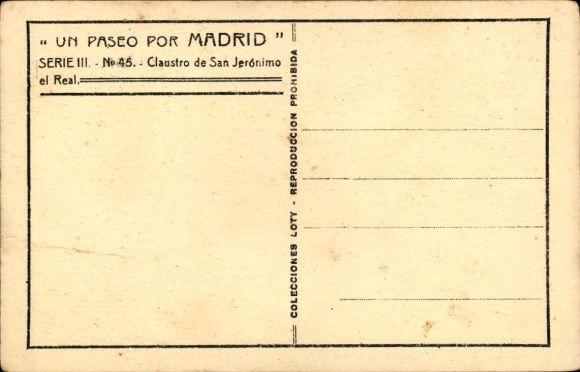 “ UN PASEO POR MADRID ”
SERIE III. - Nº 45. - Claustro de San Jerónimo
el Real.
COLECCIONES LOTY - REPRODUCCION PROHIBIDA